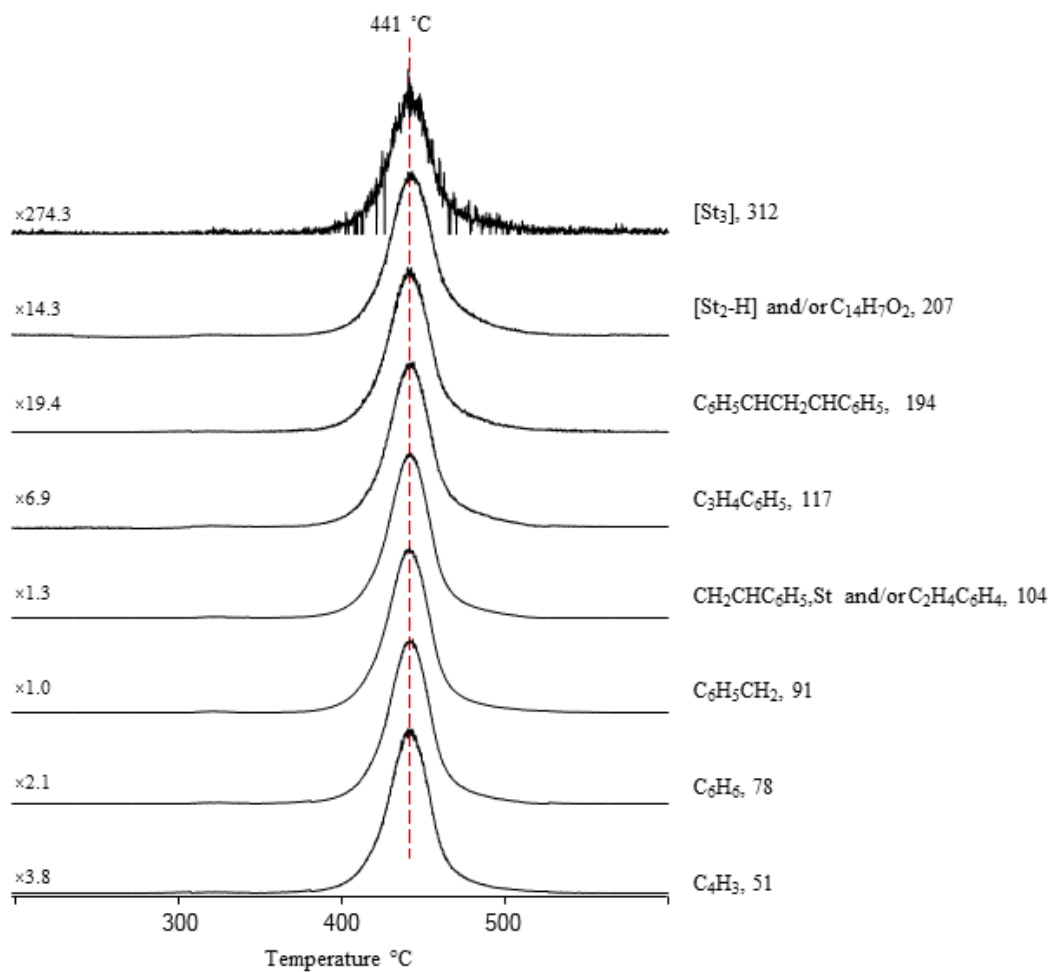 441 °C
×274.3 [St₃], 312
×14.3 [St₂-H] and/or C₁₄H₇O₂, 207
×19.4 C₆H₅CHCH₂CHC₆H₅, 194
×6.9 C₃H₄C₆H₅, 117
×1.3 CH₂CHC₆H₅,St and/or C₂H₄C₆H₄, 104
×1.0 C₆H₅CH₂, 91
×2.1 C₆H₆, 78
×3.8 C₄H₃, 51
300 400 500
Temperature °C